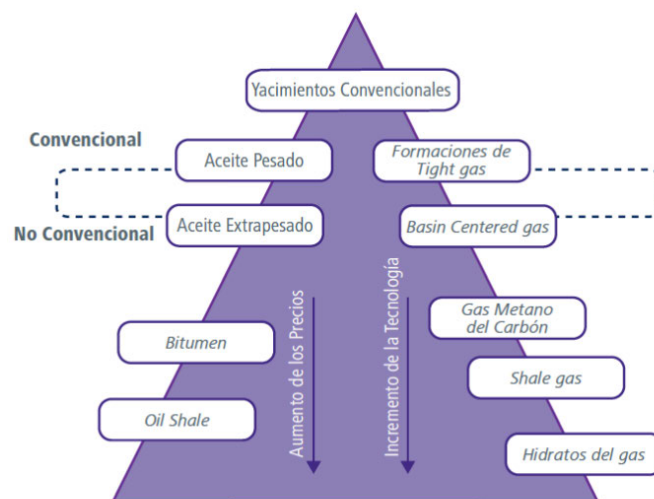 Yacimientos Convencionales
Convencional
Aceite Pesado
Formaciones de
Tight gas
No Convencional
Aceite Extrapesado
Basin Centered gas
Aumento de los Precios
Incremento de la Tecnología
Gas Metano
del Carbón
Bitumen
Shale gas
Oil Shale
Hidratos del gas